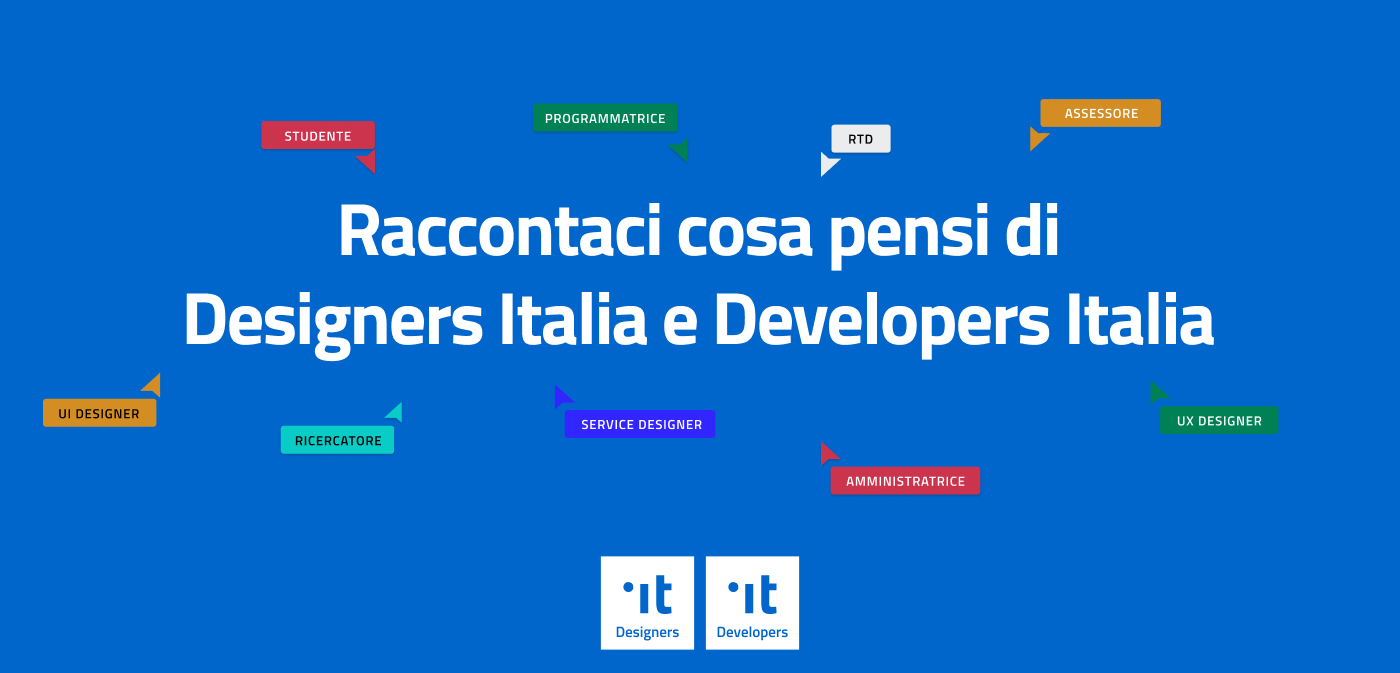 STUDENTE
PROGRAMMATRICE
RTD
ASSESSORE
Raccontaci cosa pensi di
Designers Italia e Developers Italia
UI DESIGNER
RICERCATORE
SERVICE DESIGNER
AMMINISTRATRICE
UX DESIGNER
it
Designers
it
Developers